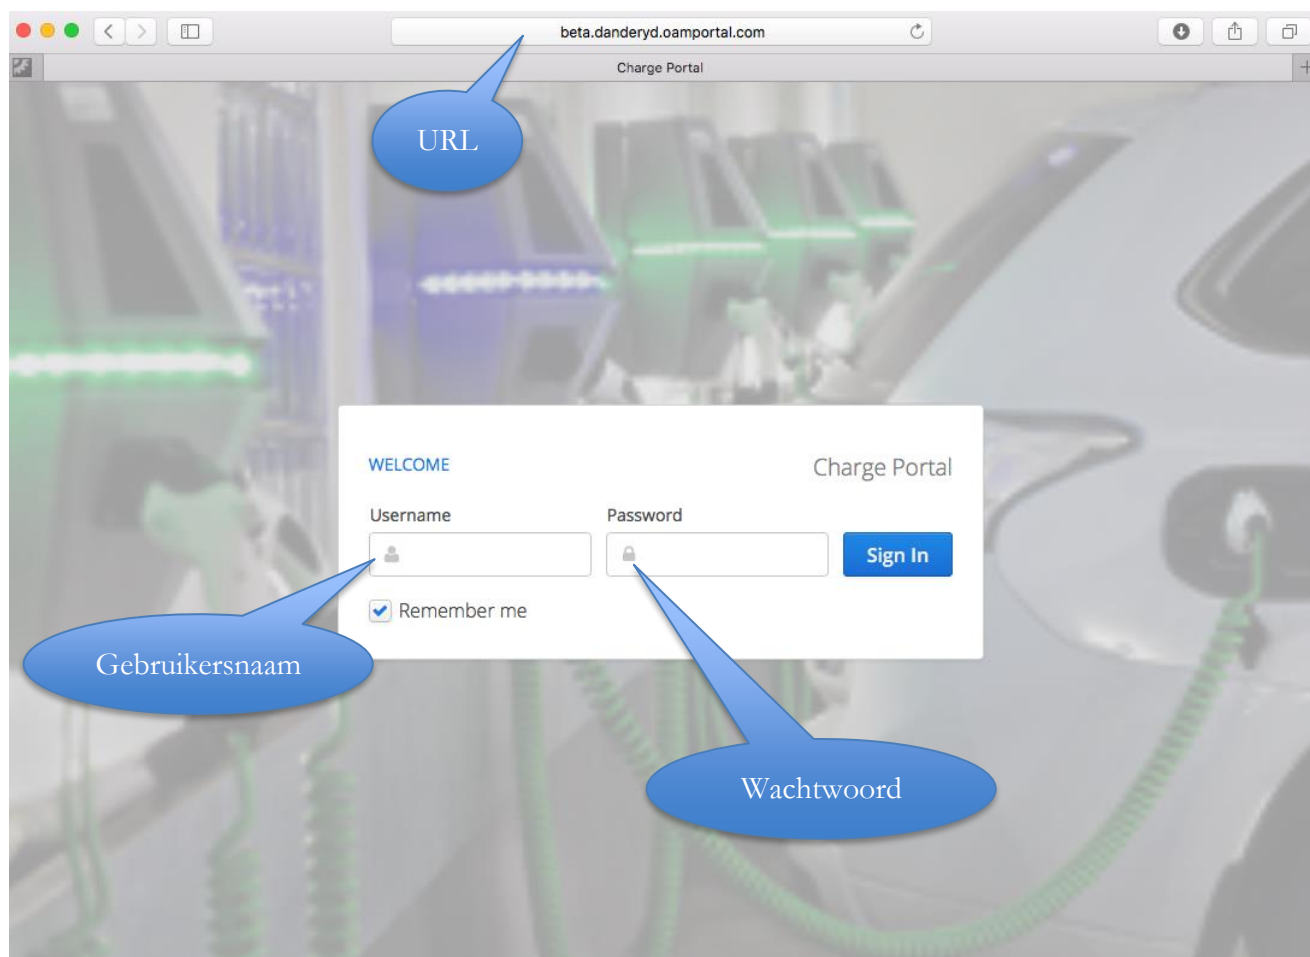 beta.danderyd.oamportal.com
Charge Portal
URL
WELCOME
Charge Portal
Username
Password
Sign In
Remember me
Gebruikersnaam
Wachtwoord